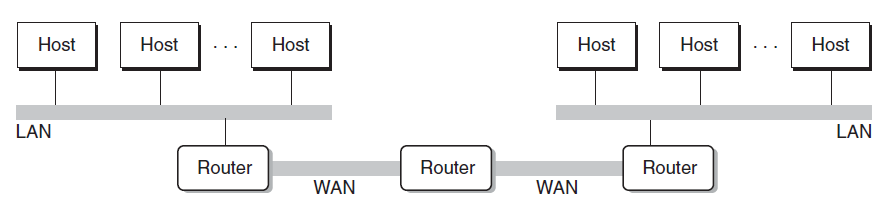 Host Host . . . Host Host Host . . . Host
LAN LAN
Router Router Router
WAN WAN